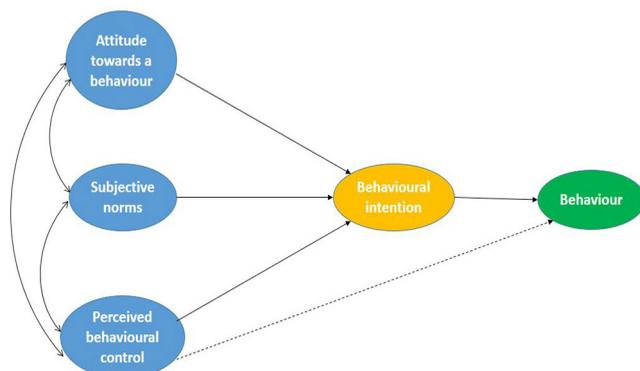 Attitude
towards a
behaviour
Subjective
norms
Behavioural
intention
Behaviour
Perceived
behavioural
control